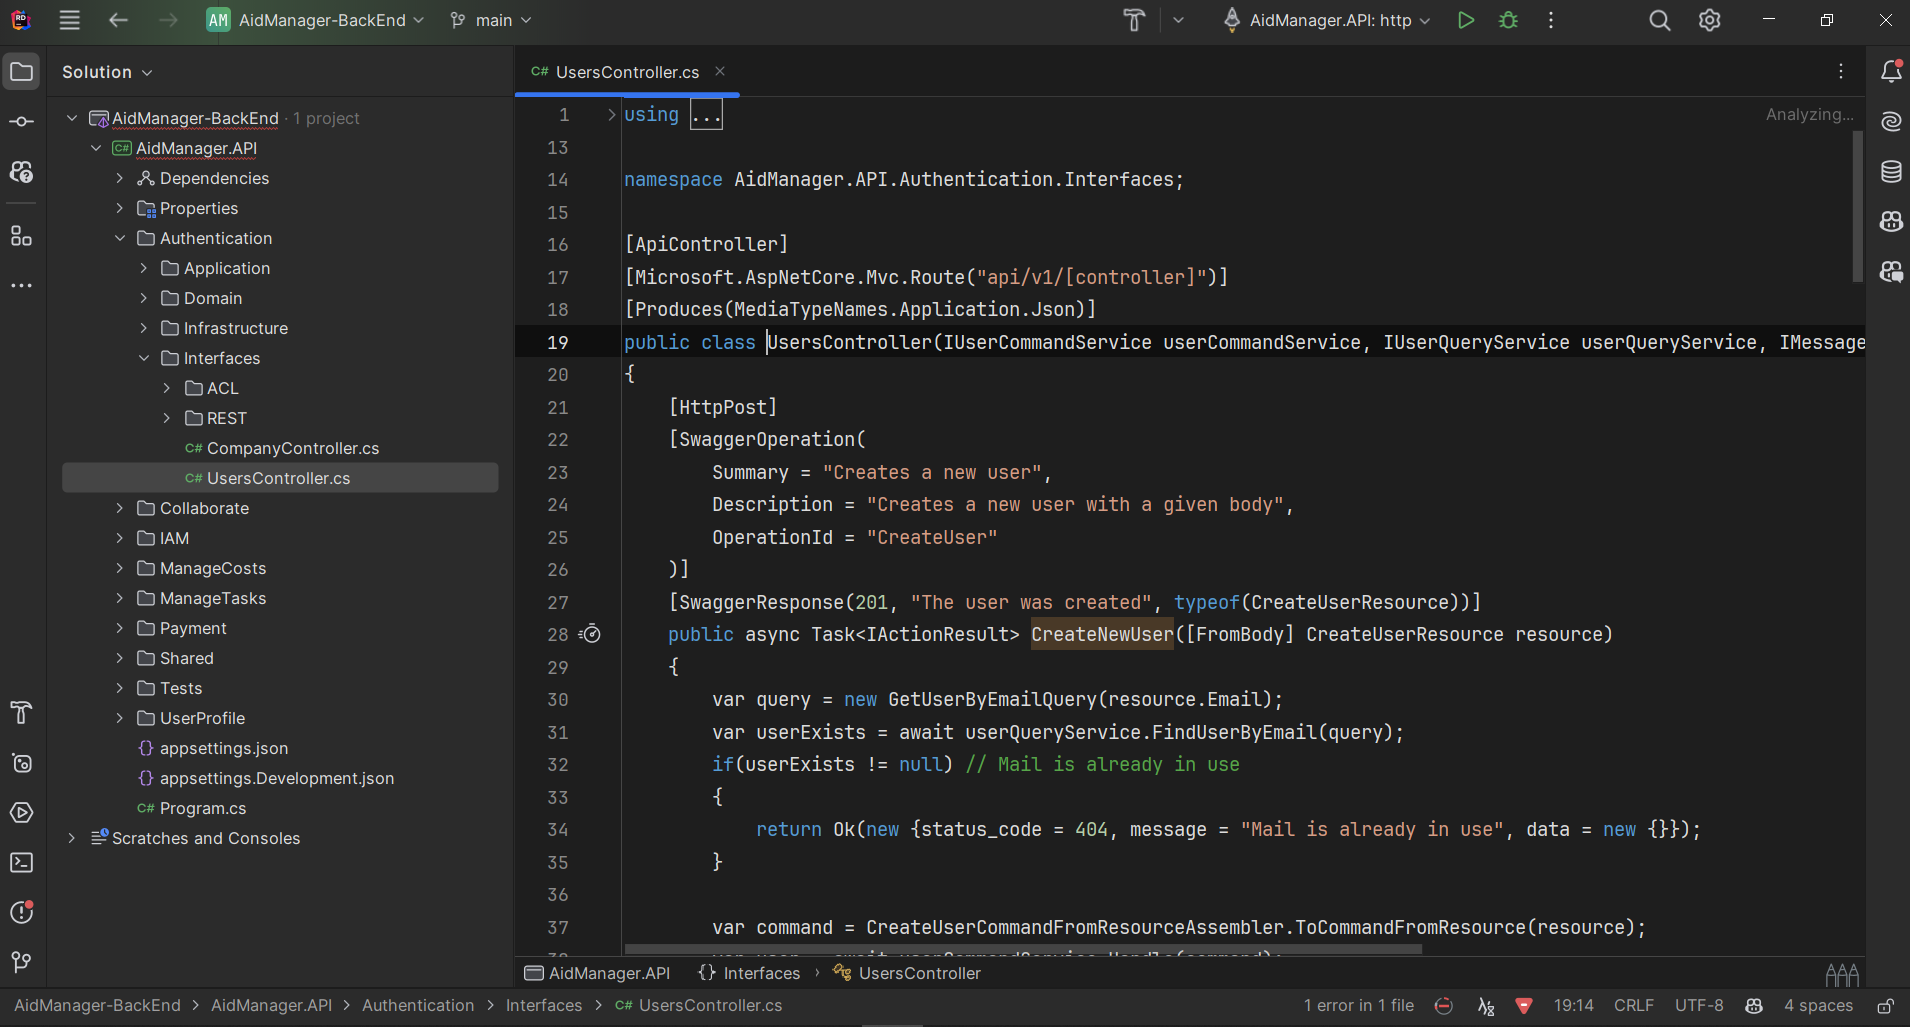 AM AidManager-BackEnd main AidManager.API: http
Solution
AidManager-BackEnd · 1 project
C# AidManager.API
Dependencies
Properties
Authentication
Application
Domain
Infrastructure
Interfaces
ACL
REST
C# CompanyController.cs
C# UsersController.cs
Collaborate
IAM
ManageCosts
ManageTasks
Payment
Shared
Tests
UserProfile
{} appsettings.json
{} appsettings.Development.json
C# Program.cs
Scratches and Consoles
C# UsersController.cs
Analyzing...
1 using ...
13
14 namespace AidManager.API.Authentication.Interfaces;
15
16 [ApiController]
17 [Microsoft.AspNetCore.Mvc.Route("api/v1/[controller]")]
18 [Produces(MediaTypeNames.Application.Json)]
19 public class UsersController(IUserCommandService userCommandService, IUserQueryService userQueryService, IMessage
20 {
21 [HttpPost]
22 [SwaggerOperation(
23 Summary = "Creates a new user",
24 Description = "Creates a new user with a given body",
25 OperationId = "CreateUser"
26 )]
27 [SwaggerResponse(201, "The user was created", typeof(CreateUserResource))]
28 public async Task<IActionResult> CreateNewUser([FromBody] CreateUserResource resource)
29 {
30 var query = new GetUserByEmailQuery(resource.Email);
31 var userExists = await userQueryService.FindUserByEmail(query);
32 if(userExists != null) // Mail is already in use
33 {
34 return Ok(new {status_code = 404, message = "Mail is already in use", data = new {}});
35 }
36
37 var command = CreateUserCommandFromResourceAssembler.ToCommandFromResource(resource);
38 var user = await userCommandService.Handle(command);
AidManager.API {} Interfaces › UsersController
AidManager-BackEnd > AidManager.API > Authentication > Interfaces > C# UsersController.cs 1 error in 1 file 19:14 CRLF UTF-8 4 spaces